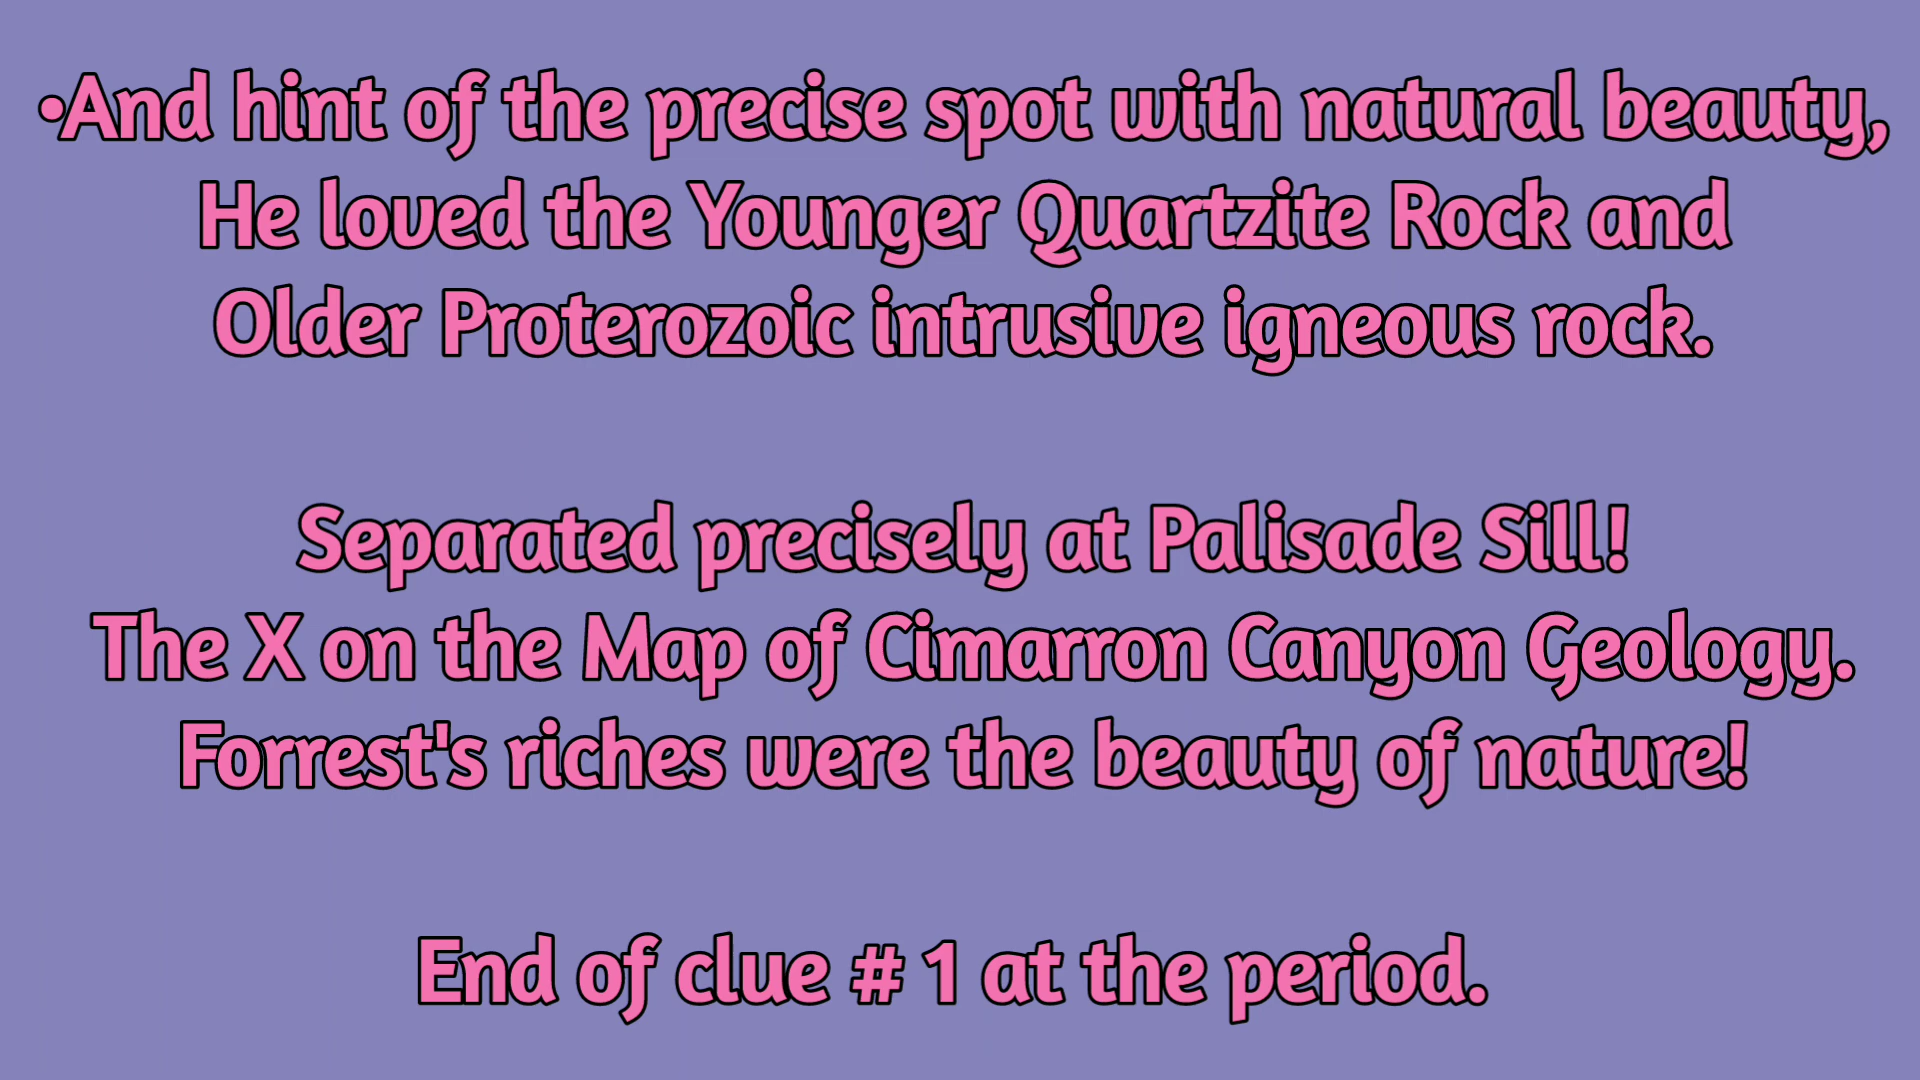 •And hint of the precise spot with natural beauty,
He loved the Younger Quartzite Rock and
Older Proterozoic intrusive igneous rock.
Separated precisely at Palisade Sill!
The X on the Map of Cimarron Canyon Geology.
Forrest's riches were the beauty of nature!
End of clue # 1 at the period.